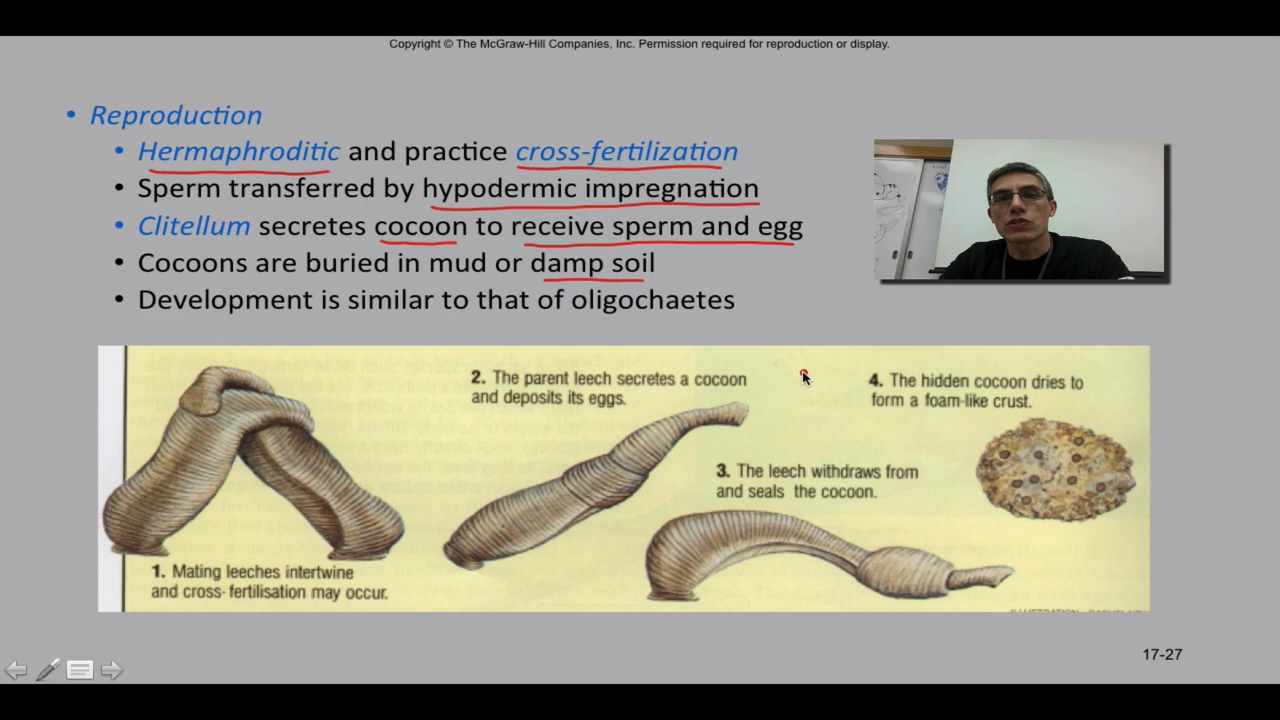 Copyright © The McGraw-Hill Companies, Inc. Permission required for reproduction or display.
• Reproduction
• Hermaphroditic and practice cross-fertilization
• Sperm transferred by hypodermic impregnation
• Clitellum secretes cocoon to receive sperm and egg
• Cocoons are buried in mud or damp soil
• Development is similar to that of oligochaetes
1. Mating leeches intertwine
and cross-fertilisation may occur.
2. The parent leech secretes a cocoon
and deposits its eggs.
3. The leech withdraws from
and seals the cocoon.
4. The hidden cocoon dries to
form a foam-like crust.
17-27